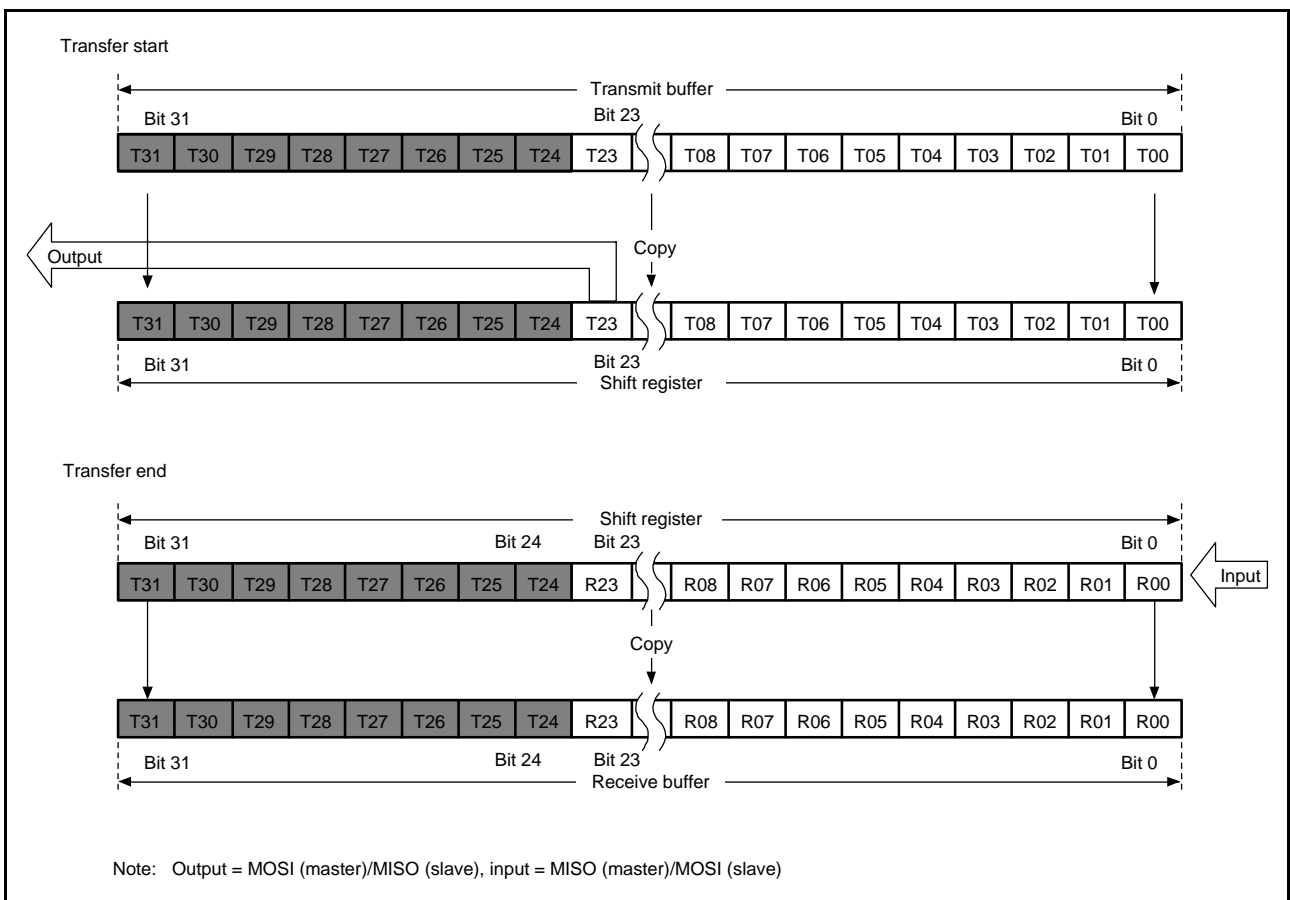 Transfer start
Transmit buffer
Bit 31 Bit 23 Bit 0
T31 T30 T29 T28 T27 T26 T25 T24 T23 T08 T07 T06 T05 T04 T03 T02 T01 T00
Output
Copy
T31 T30 T29 T28 T27 T26 T25 T24 T23 T08 T07 T06 T05 T04 T03 T02 T01 T00
Bit 31 Bit 23 Bit 0
Shift register
Transfer end
Shift register
Bit 31 Bit 24 Bit 23 Bit 0
T31 T30 T29 T28 T27 T26 T25 T24 R23 R08 R07 R06 R05 R04 R03 R02 R01 R00
Input
Copy
T31 T30 T29 T28 T27 T26 T25 T24 R23 R08 R07 R06 R05 R04 R03 R02 R01 R00
Bit 31 Bit 24 Bit 23 Bit 0
Receive buffer
Note: Output = MOSI (master)/MISO (slave), input = MISO (master)/MOSI (slave)